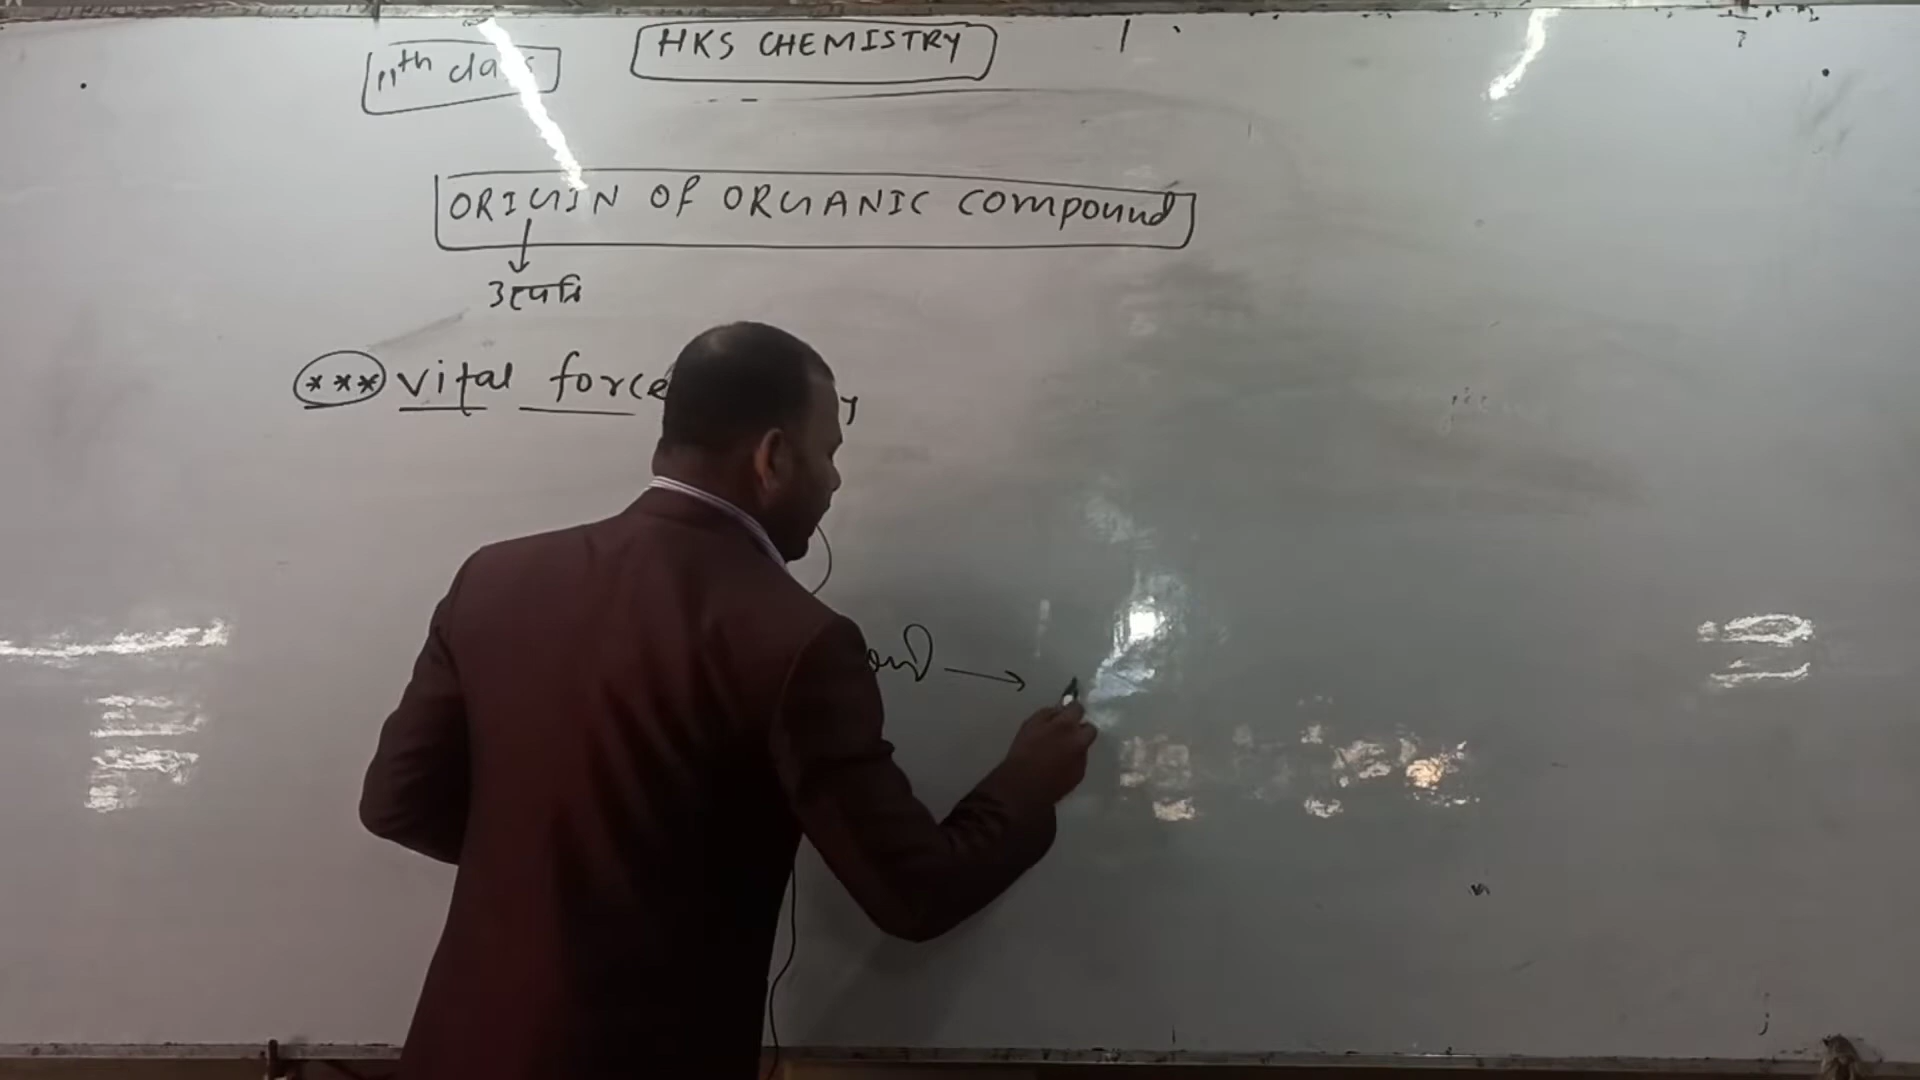 11th class
HKS CHEMISTRY
ORIGIN OF ORGANIC COMPOUND
उत्पत्ति
*** Vital force